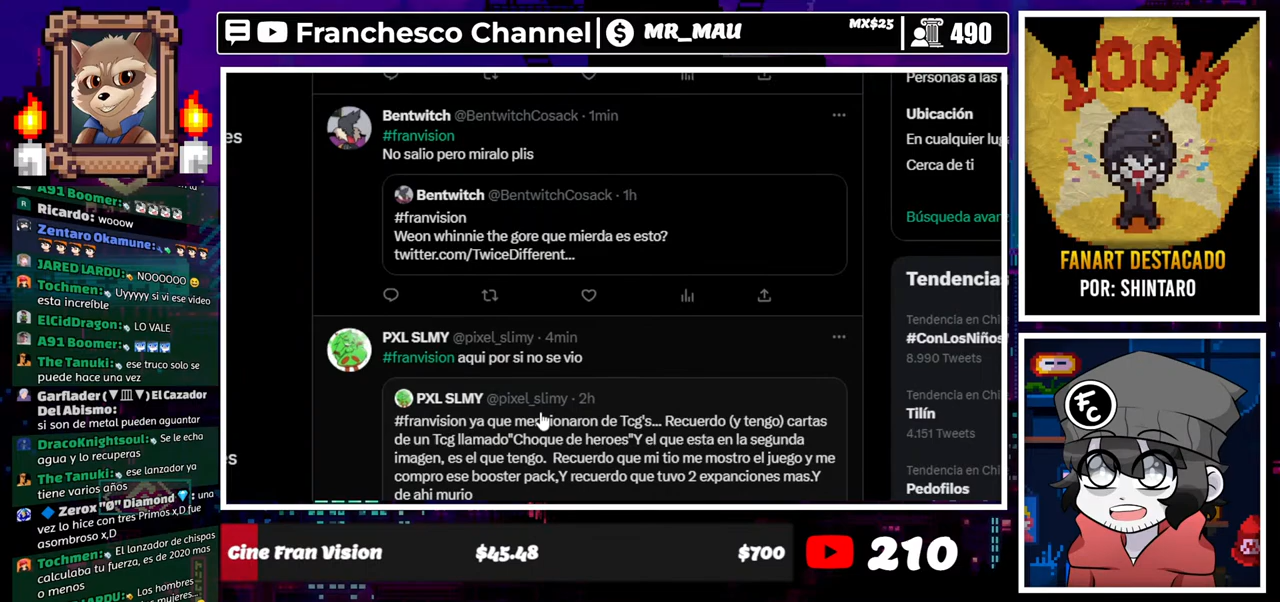 Franchesco Channel
$ MR_MAU
MX$25
490
Bentwitch @BentwitchCosack · 1min
#franvision
No salio pero miralo plis
Bentwitch @BentwitchCosack · 1h
#franvision
Weon whinnie the gore que mierda es esto?
twitter.com/TwiceDifferent...
PXL SLMY @pixel_slimy · 4min
#franvision aqui por si no se vio
PXL SLMY @pixel_slimy · 2h
#franvision ya que mencionaron de Tcg's... Recuerdo (y tengo) cartas
de un Tcg llamado"Choque de heroes"Y el que esta en la segunda
imagen, es el que tengo. Recuerdo que mi tio me mostro el juego y me
compro ese booster pack,Y recuerdo que tuvo 2 expanciones mas.Y
de ahi murio
es
s
Personas a las
Ubicación
En cualquier lug
Cerca de ti
Búsqueda avan
Tendencias
Tendencia en Chi
#ConLosNiños
8.990 Tweets
Tendencia en Chi
Tilín
4.151 Tweets
Tendencia en Chi
Pedofilos
A91 Boomer:
R Ricardo: wooow
Zentaro Okamune:
JARED LARDU: NOOOOOO
Tochmen: Uyyyyy si vi ese video
esta increíble
ElCidDragon: LO VALE
A91 Boomer:
The Tanuki: ese truco solo se
puede hace una vez
Garflader (▼皿▼) El Cazador
Del Abismo:
si son de metal pueden aguantar
DracoKnightsoul: Se le echa
agua y lo recuperas
The Tanuki: ese lanzador ya
tiene varios años
Zerox "Ø" Diamond: una
vez lo hice con tres Primos x,D fue
asombroso x,D
Tochmen: El lanzador de chispas
calculaba tu fuerza, es de 2020 mas
o menos
LARDU: Los hombres
mujeres...
Cine Fran Vision
$45.48
$700
210
100K
FANART DESTACADO
POR: SHINTARO
FC